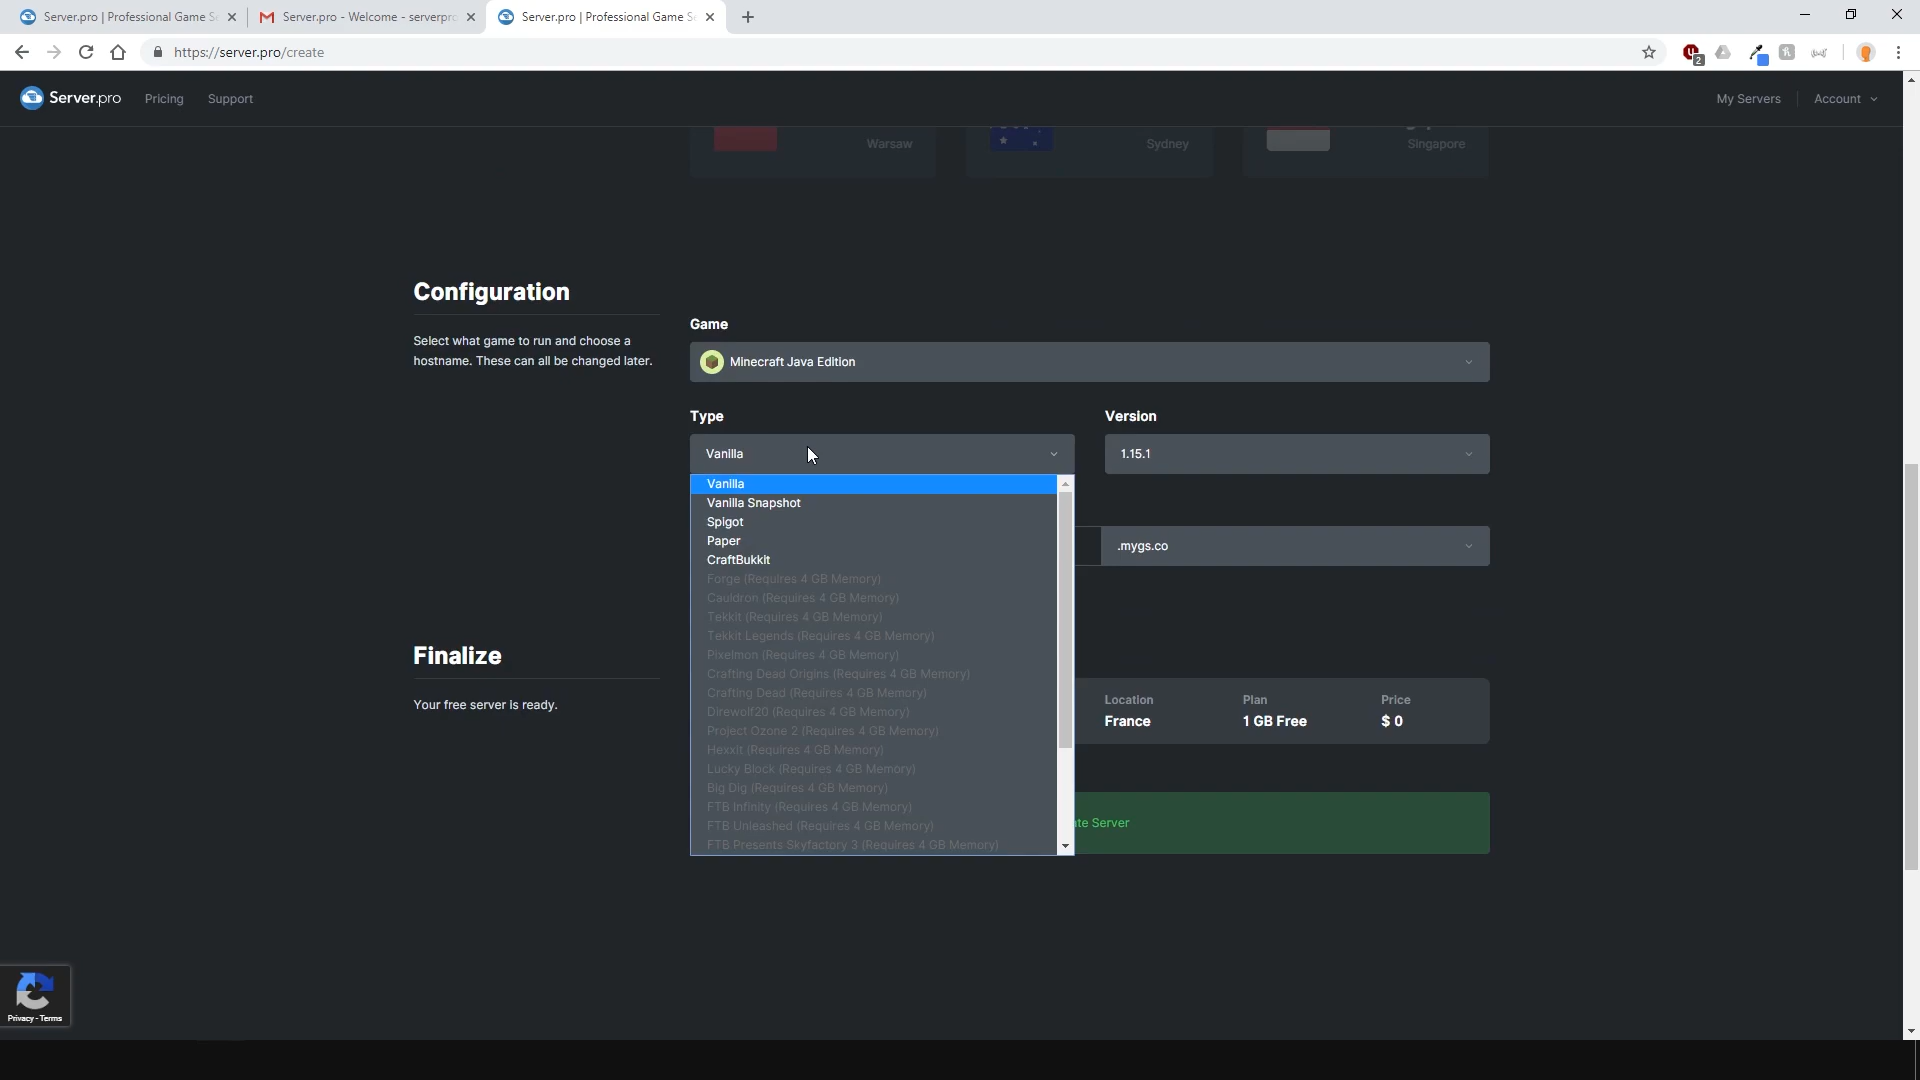 Server.pro | Professional Game S
Server.pro - Welcome - serverpro
Server.pro | Professional Game S
https://server.pro/create
2
Server.pro
Pricing
Support
My Servers
Account
Warsaw
Sydney
Singapore
Configuration
Select what game to run and choose a
hostname. These can all be changed later.
Game
Minecraft Java Edition
Type
Version
Vanilla
1.15.1
Vanilla
Vanilla Snapshot
Spigot
Paper
CraftBukkit
Forge (Requires 4 GB Memory)
Cauldron (Requires 4 GB Memory)
Tekkit (Requires 4 GB Memory)
Tekkit Legends (Requires 4 GB Memory)
Pixelmon (Requires 4 GB Memory)
Crafting Dead Origins (Requires 4 GB Memory)
Crafting Dead (Requires 4 GB Memory)
Direwolf20 (Requires 4 GB Memory)
Project Ozone 2 (Requires 4 GB Memory)
Hexxit (Requires 4 GB Memory)
Lucky Block (Requires 4 GB Memory)
Big Dig (Requires 4 GB Memory)
FTB Infinity (Requires 4 GB Memory)
FTB Unleashed (Requires 4 GB Memory)
FTB Presents Skyfactory 3 (Requires 4 GB Memory)
.mygs.co
Finalize
Your free server is ready.
Location
Plan
Price
France
1 GB Free
$ 0
te Server
Privacy - Terms